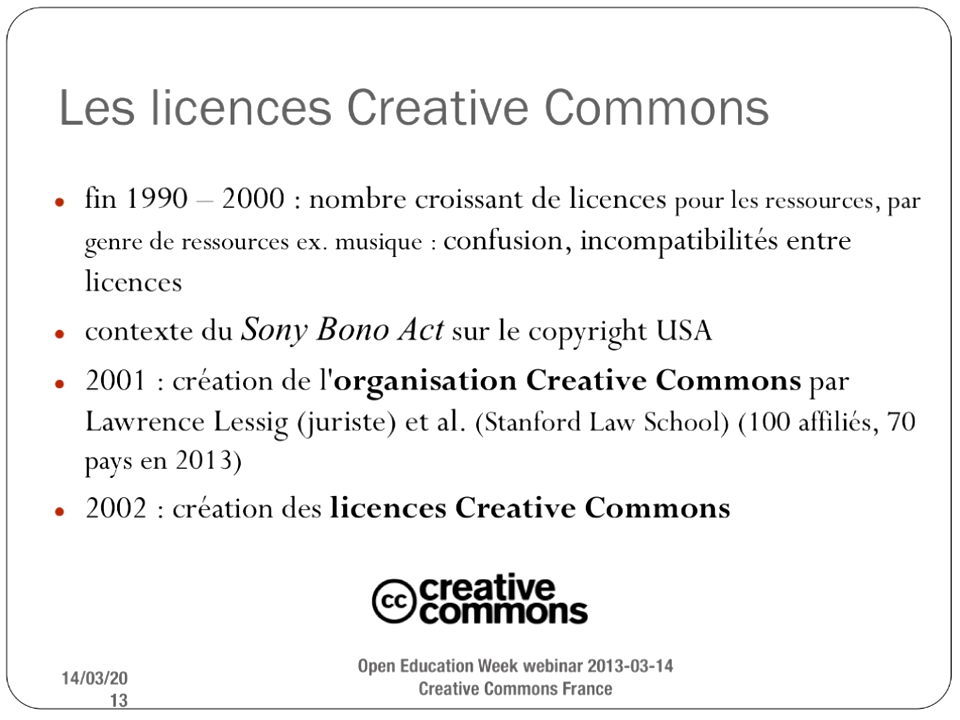 Les licences Creative Commons
• fin 1990 – 2000 : nombre croissant de licences pour les ressources, par
genre de ressources ex. musique : confusion, incompatibilités entre
licences
• contexte du Sony Bono Act sur le copyright USA
• 2001 : création de l'organisation Creative Commons par
Lawrence Lessig (juriste) et al. (Stanford Law School) (100 affiliés, 70
pays en 2013)
• 2002 : création des licences Creative Commons
cc creative
commons
14/03/20
13
Open Education Week webinar 2013-03-14
Creative Commons France